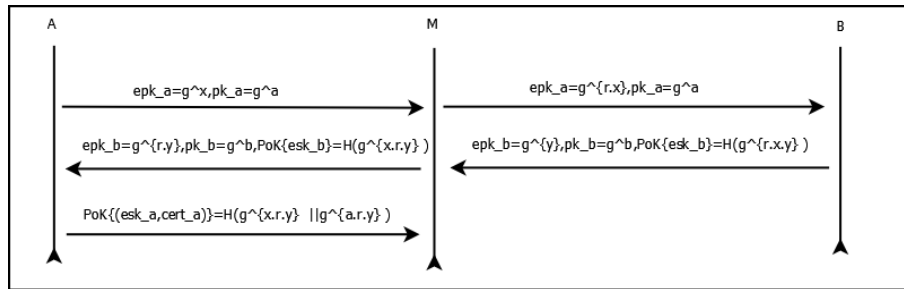 A
M
B
epk_a=g^x,pk_a=g^a
epk_a=g^{r.x},pk_a=g^a
epk_b=g^{r.y},pk_b=g^b,PoK{esk_b}=H(g^{x.r.y} )
epk_b=g^{y},pk_b=g^b,PoK{esk_b}=H(g^{r.x.y} )
PoK{(esk_a,cert_a)}=H(g^{x.r.y} ||g^{a.r.y} )